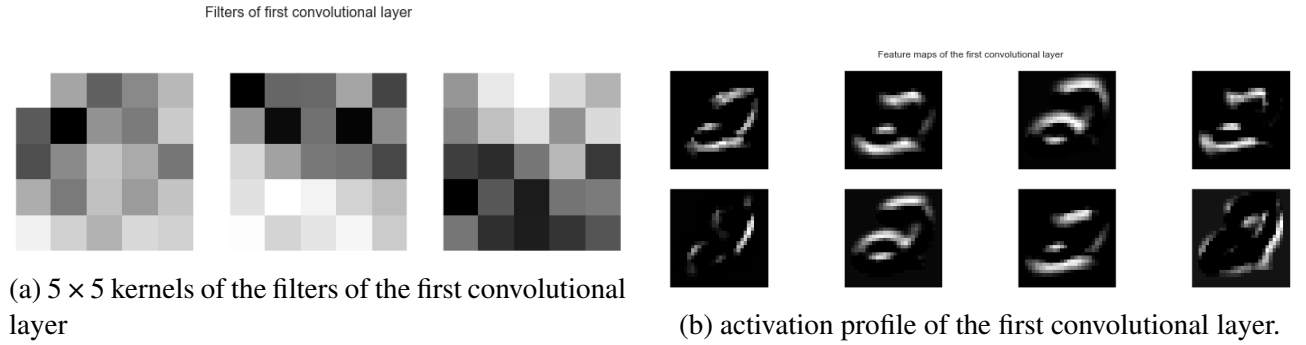 Filters of first convolutional layer
(a) 5 × 5 kernels of the filters of the first convolutional
layer
Feature maps of the first convolutional layer
(b) activation profile of the first convolutional layer.